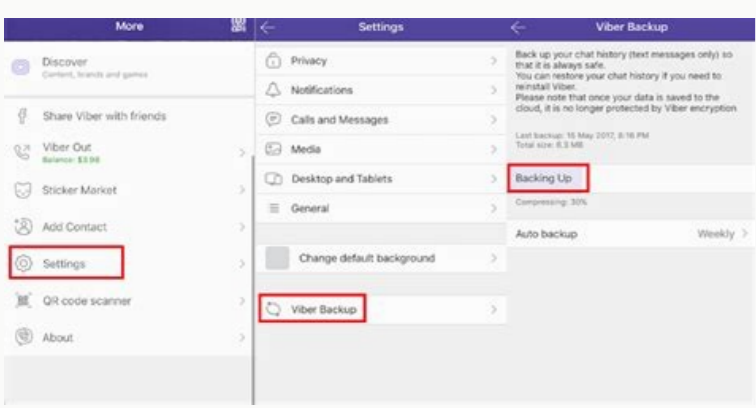 More
Discover
Content, brands and games
Share Viber with friends
Viber Out
Balance: $3.98
Sticker Market
Add Contact
Settings
QR code scanner
About
Settings
Privacy
Notifications
Calls and Messages
Media
Desktop and Tablets
General
Change default background
Viber Backup
Viber Backup
Back up your chat history (text messages only) so
that it is always safe.
You can restore your chat history if you need to
reinstall Viber.
Please note that once your data is saved to the
cloud, it is no longer protected by Viber encryption
Last backup: 15 May 2017, 8:16 PM
Total size: 6.3 MB
Backing Up
Compressing: 30%
Auto backup Weekly